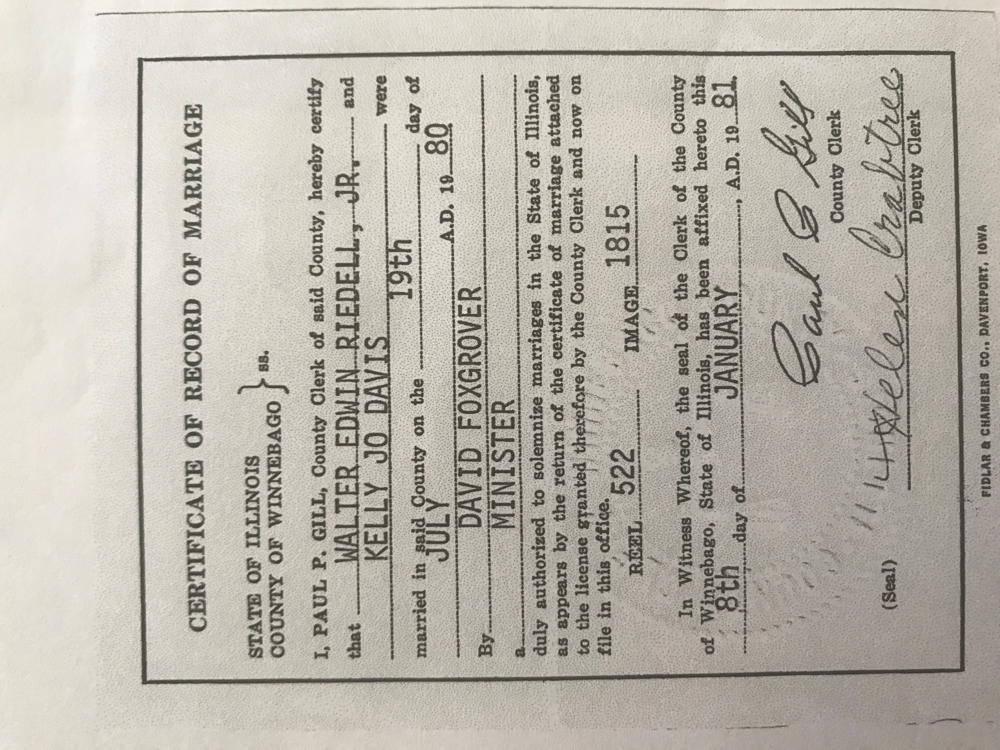 CERTIFICATE OF RECORD OF MARRIAGE
STATE OF ILLINOIS
COUNTY OF WINNEBAGO } ss.
I, PAUL P. GILL, County Clerk of said County, hereby certify
that WALTER EDWIN RIEDELL, JR. and
KELLY JO DAVIS were
married in said County on the 19th day of
JULY A.D. 19 80
By DAVID FOXGROVER
a MINISTER
duly authorized to solemnize marriages in the State of Illinois,
as appears by the return of the certificate of marriage attached
to the license granted therefore by the County Clerk and now on
file in this office.
REEL 522 IMAGE 1815
In Witness Whereof, the seal of the Clerk of the County
of Winnebago, State of Illinois, has been affixed hereto this
8th day of JANUARY, A.D. 19 81.
Paul P Gill
County Clerk
(Seal) Helen Crabtree
Deputy Clerk
FIDLAR & CHAMBERS CO., DAVENPORT, IOWA